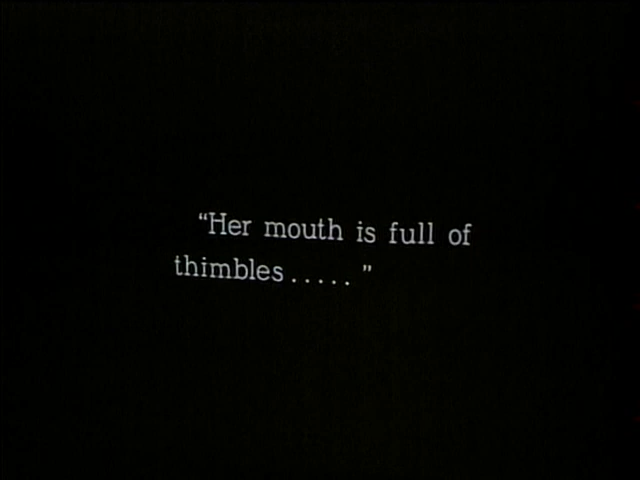 “Her mouth is full of
thimbles . . . . . ”